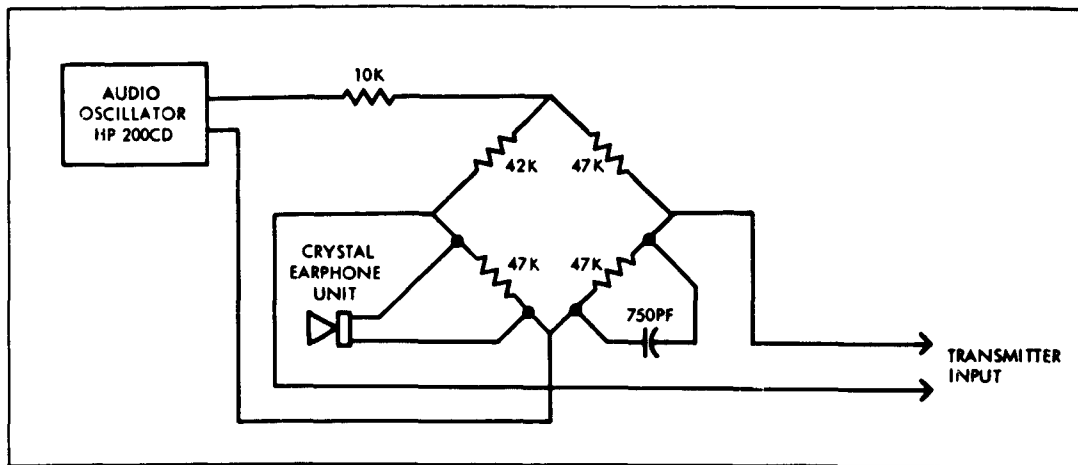 AUDIO
OSCILLATOR
HP 200CD
10K
42K
47K
CRYSTAL
EARPHONE
UNIT
47K
47K
750PF
TRANSMITTER
INPUT